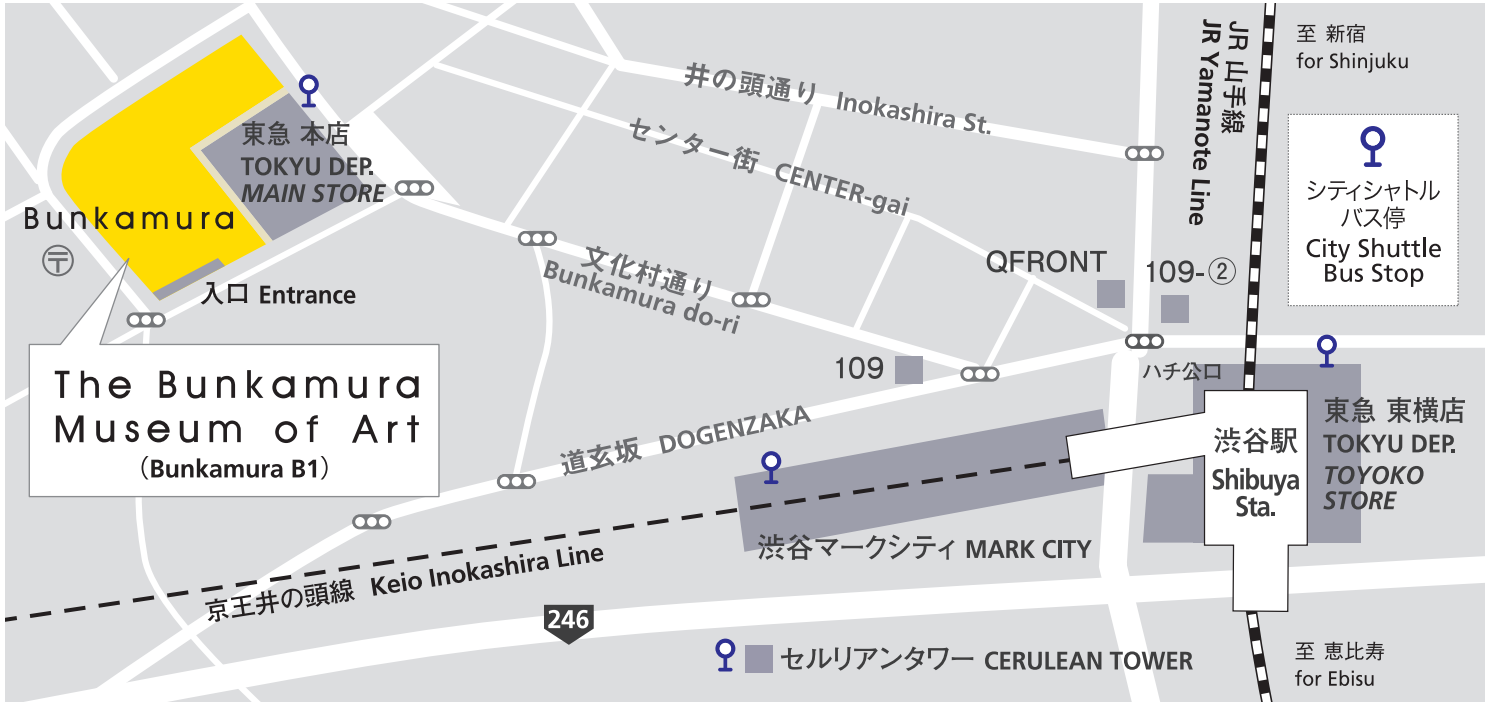 東急 本店
TOKYU DEP.
MAIN STORE
Bunkamura
〒
入口 Entrance
The Bunkamura
Museum of Art
(Bunkamura B1)
井の頭通り Inokashira St.
センター街 CENTER-gai
文化村通り
Bunkamura do-ri
道玄坂 DOGENZAKA
109
QFRONT
109-②
JR 山手線
JR Yamanote Line
至 新宿
for Shinjuku
シティシャトル
バス停
City Shuttle
Bus Stop
ハチ公口
渋谷駅
Shibuya
Sta.
東急 東横店
TOKYU DEP.
TOYOKO
STORE
渋谷マークシティ MARK CITY
京王井の頭線 Keio Inokashira Line
246
セルリアンタワー CERULEAN TOWER
至 恵比寿
for Ebisu